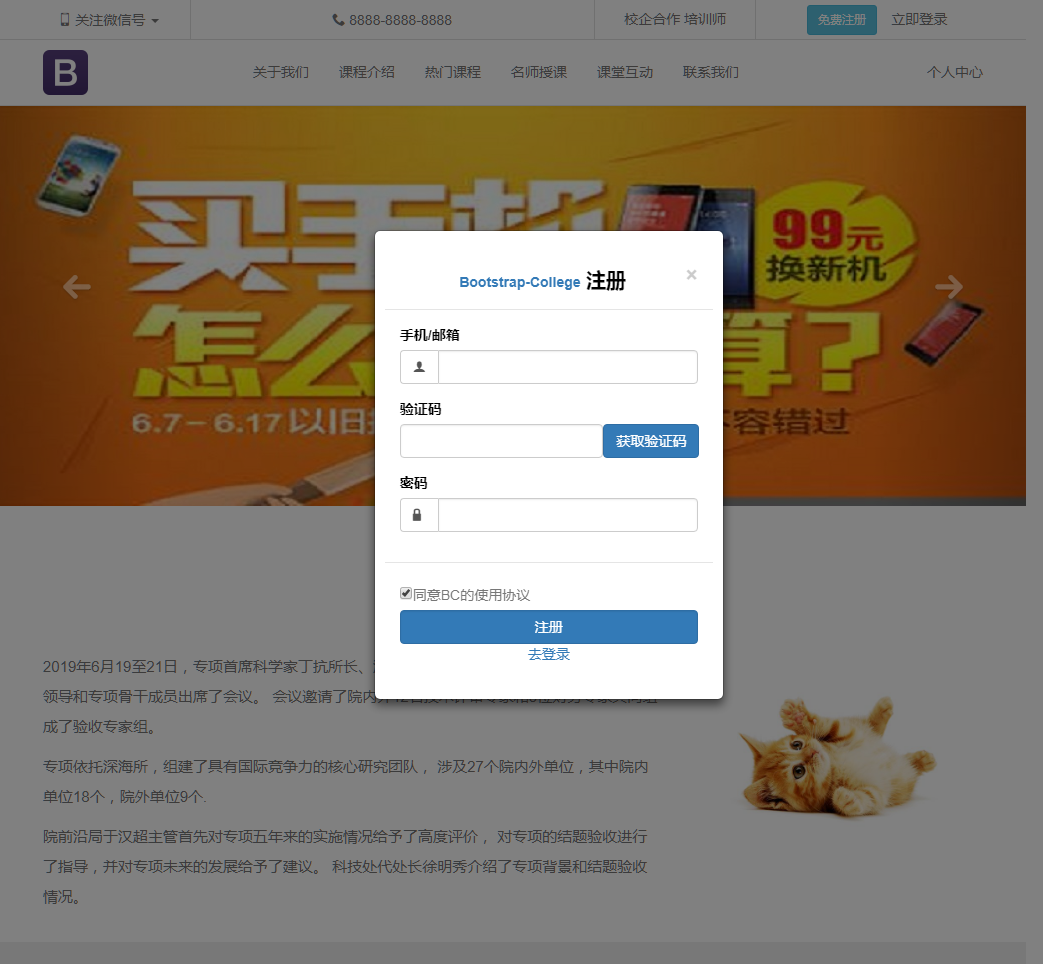 关注微信号
8888-8888-8888
校企合作 培训师
免费注册
立即登录
B
关于我们
课程介绍
热门课程
名师授课
课堂互动
联系我们
个人中心
买手机
99元
换新机
怎么
算?
6.7-6.17以旧
容错过
Bootstrap-College 注册
×
手机/邮箱
验证码
获取验证码
密码
同意BC的使用协议
注册
去登录
2019年6月19至21日,专项首席科学家丁抗所长、
领导和专项骨干成员出席了会议。 会议邀请了院内
成了验收专家组。
专项依托深海所,组建了具有国际竞争力的核心研究团队, 涉及27个院内外单位,其中院内
单位18个,院外单位9个.
院前沿局于汉超主管首先对专项五年来的实施情况给予了高度评价, 对专项的结题验收进行
了指导,并对专项未来的发展给予了建议。 科技处代处长徐明秀介绍了专项背景和结题验收
情况。